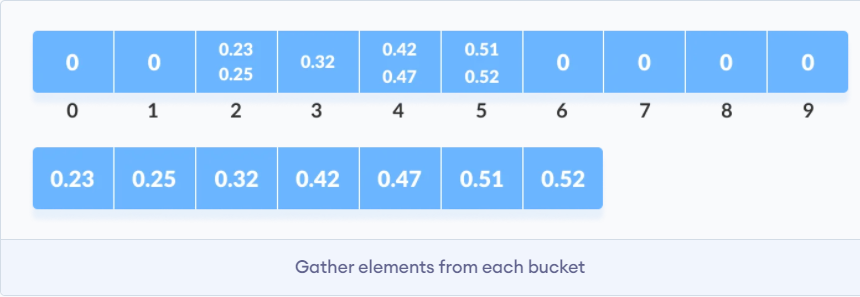 0 0 0.23 0.25 0.32 0.42 0.47 0.51 0.52 0 0 0 0
0 1 2 3 4 5 6 7 8 9
0.23 0.25 0.32 0.42 0.47 0.51 0.52
Gather elements from each bucket